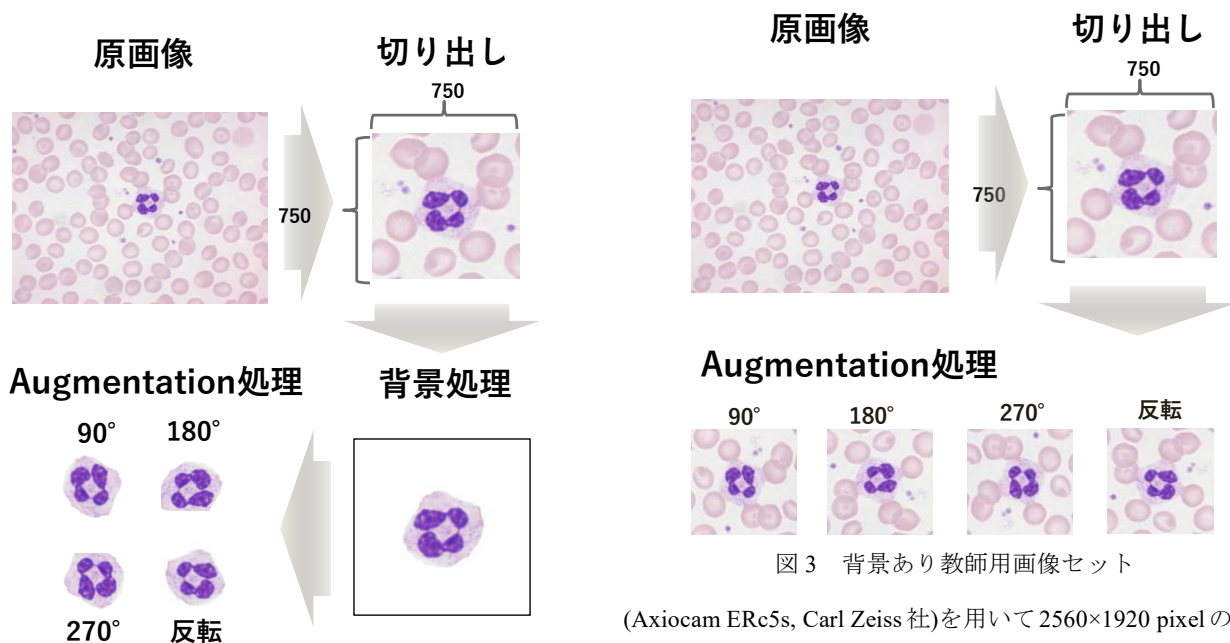 原画像
切り出し
750
750
Augmentation処理
背景処理
90°
180°
270°
反転
原画像
切り出し
750
750
Augmentation処理
90°
180°
270°
反転
図 3 背景あり教師用画像セット
(Axiocam ERc5s, Carl Zeiss 社)を用いて 2560×1920 pixel の